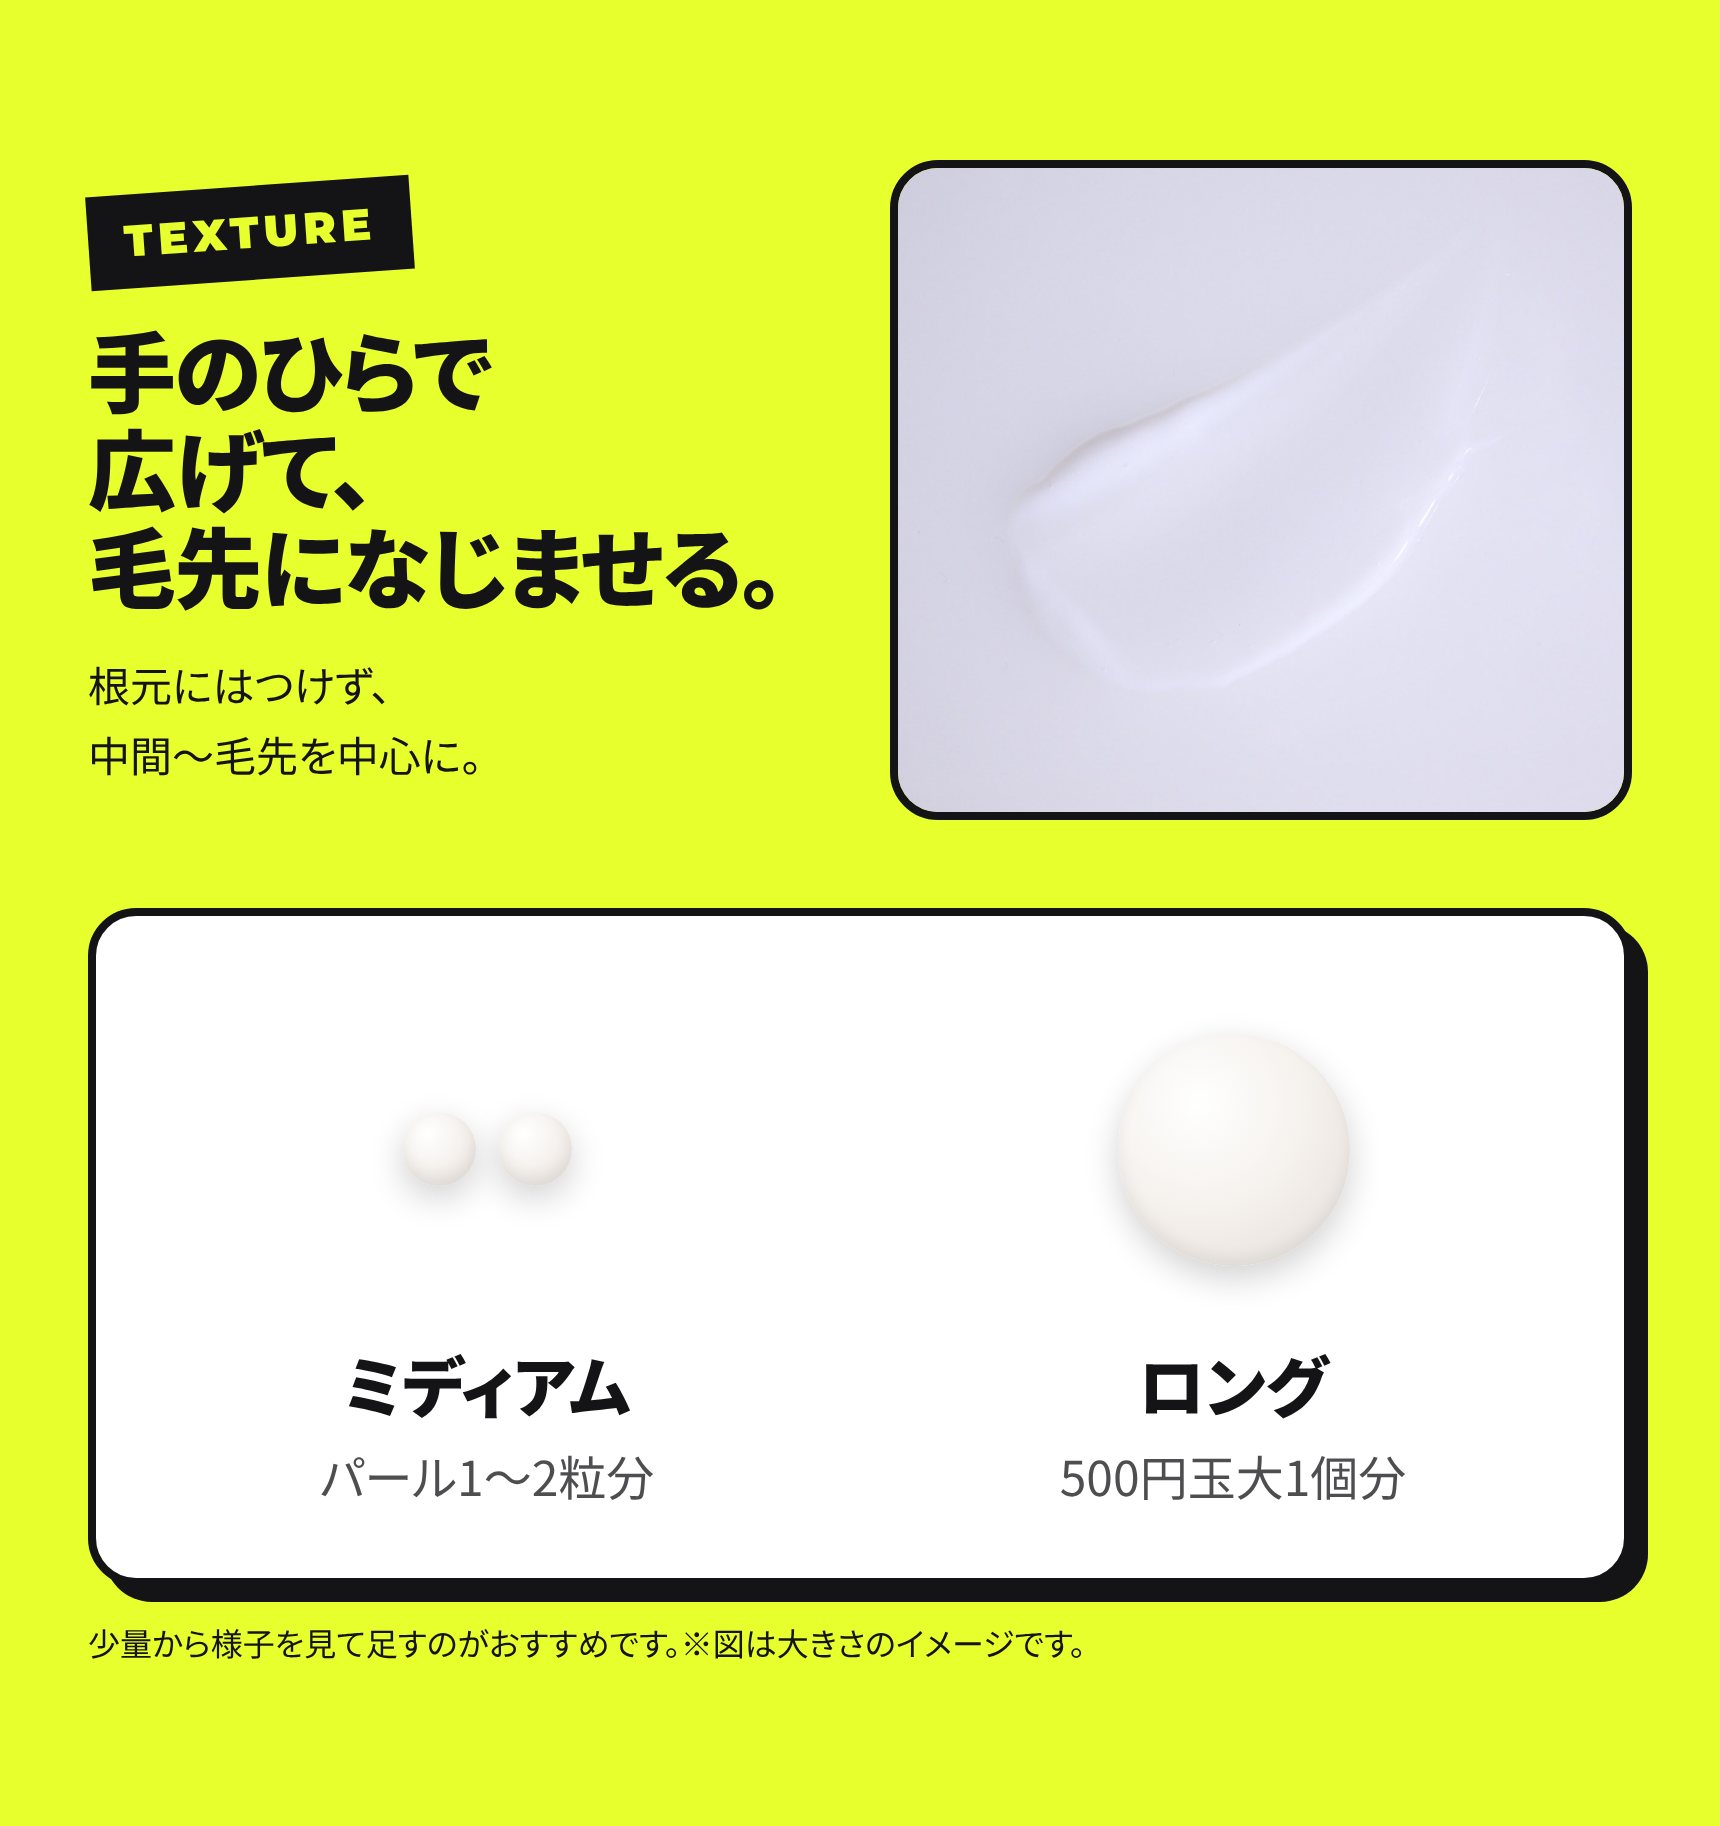 TEXTURE
手のひらで
広げて、
毛先になじませる。
根元にはつけず、
中間〜毛先を中心に。
ミディアム
パール1〜2粒分
ロング
500円玉大1個分
少量から様子を見て足すのがおすすめです。※図は大きさのイメージです。